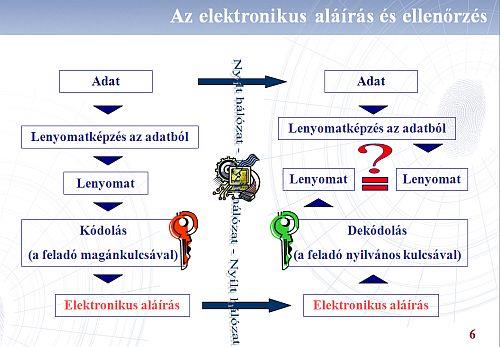 Az elektronikus aláírás és ellenőrzés
Adat
Lenyomatképzés az adatból
Lenyomat
Kódolás
(a feladó magánkulcsával)
Elektronikus aláírás
Nyílt hálózat -
hálózat - Nyílt hálózat
Adat
Lenyomatképzés az adatból
Lenyomat
?
=
Lenyomat
Dekódolás
(a feladó nyilvános kulcsával)
Elektronikus aláírás
6